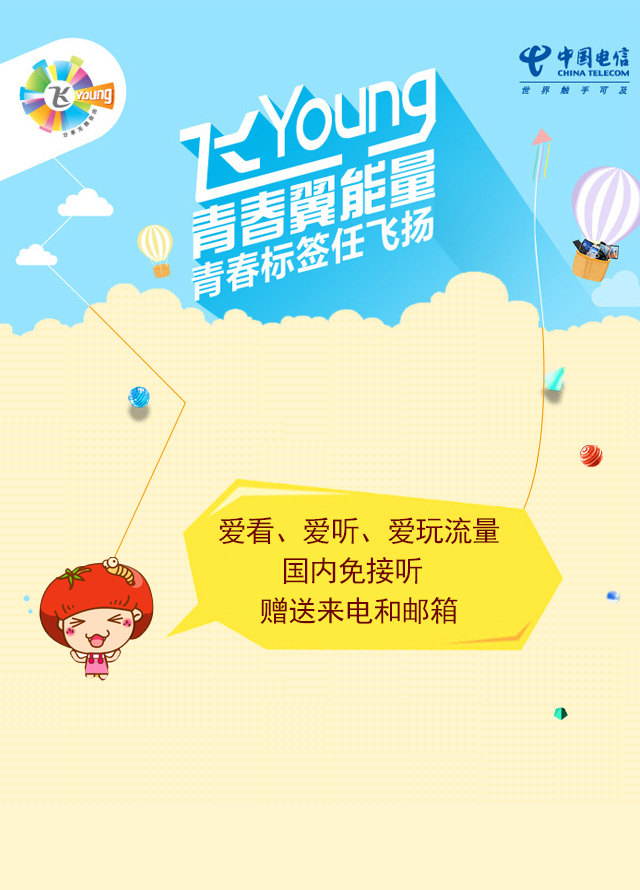 飞Young
中国电信
CHINA TELECOM
世界触手可及
飞Young
青春翼能量
青春标签任飞扬
爱看、爱听、爱玩流量
国内免接听
赠送来电和邮箱